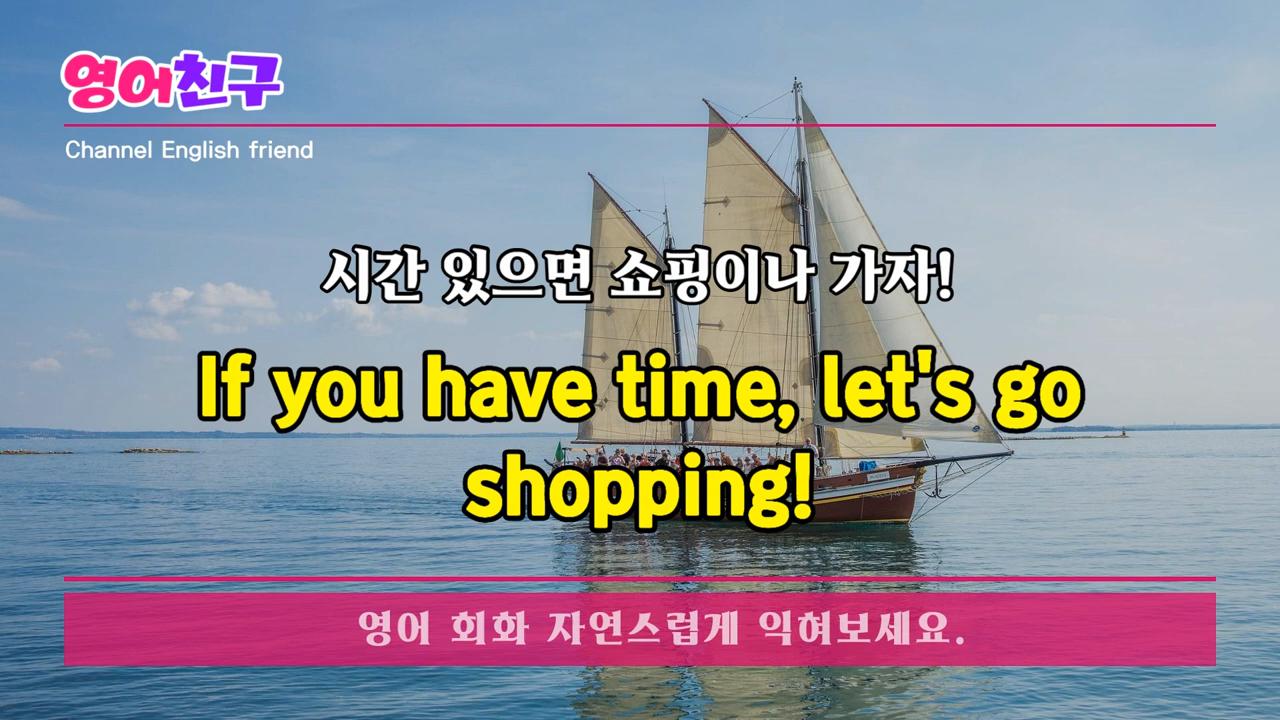 영어친구
Channel English friend
시간 있으면 쇼핑이나 가자!
If you have time, let's go
shopping!
영어 회화 자연스럽게 익혀보세요.